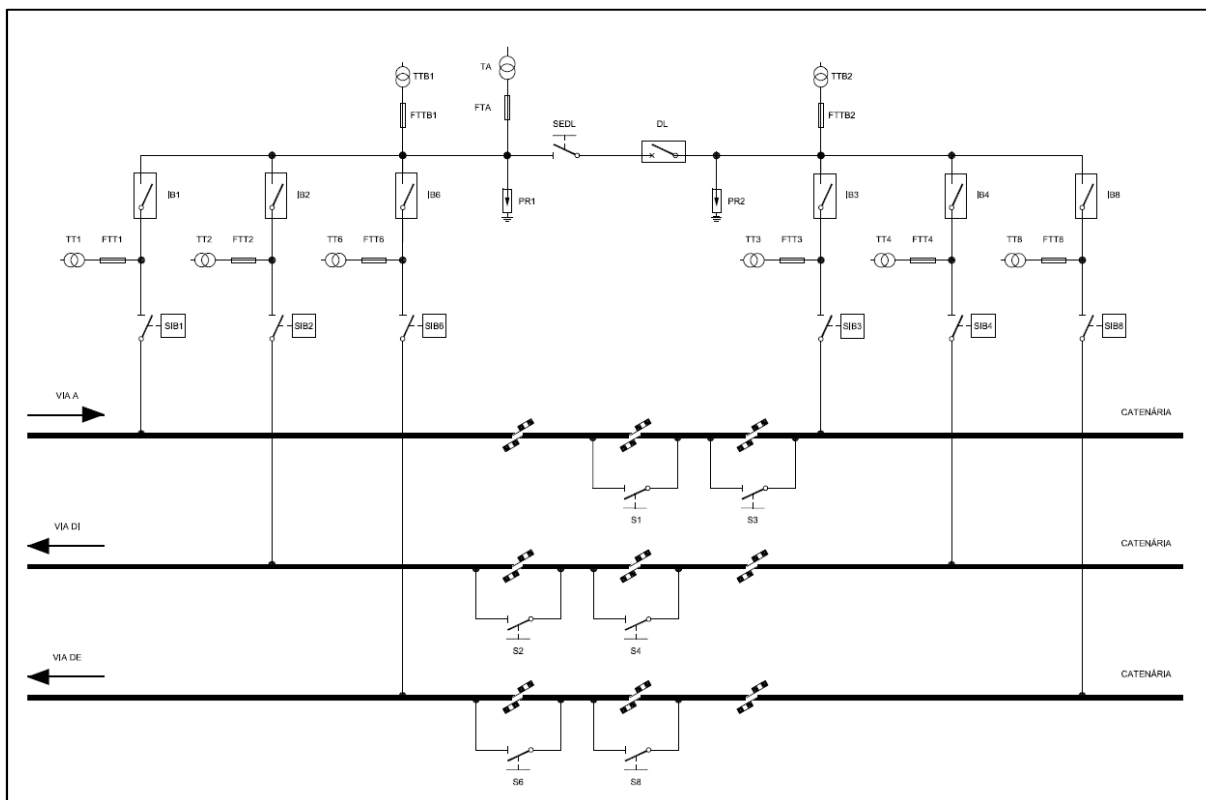 TA
TTB1
TTB2
FTA
FTTB1
FTTB2
SEDL
DL
IB1
IB2
IB6
PR1
PR2
IB3
IB4
IB8
TT1
FTT1
TT2
FTT2
TT6
FTT6
TT3
FTT3
TT4
FTT4
TT8
FTT8
SIB1
SIB2
SIB6
SIB3
SIB4
SIB8
VIA A
CATENÁRIA
S1
S3
VIA DI
CATENÁRIA
S2
S4
VIA DE
CATENÁRIA
S6
S8